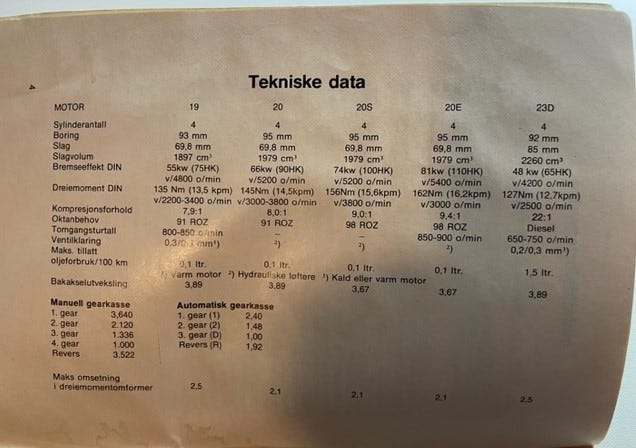 4
Tekniske data
MOTOR 19 20 20S 20E 23D
Sylinderantall 4 4 4 4 4
Boring 93 mm 95 mm 95 mm 95 mm 92 mm
Slag 69,8 mm 69,8 mm 69,8 mm 69,8 mm 85 mm
Slagvolum 1897 cm³ 1979 cm³ 1979 cm³ 1979 cm³ 2260 cm³
Bremseeffekt DIN 55kw (75HK) 66kw (90HK) 74kw (100HK) 81kw (110HK) 48 kw (65HK)
v/4800 o/min v/5200 o/min v/5200 o/min v/5400 o/min v/4200 o/min
Dreiemoment DIN 135 Nm (13,5 kpm) 145Nm (14,5kpm) 156Nm (15,6kpm) 162Nm (16,2kpm) 127Nm (12,7kpm)
v/2200-3400 o/min v/3000-3800 o/min v/3800 o/min v/3000 o/min v/2500 o/min
Kompresjonsforhold 7,9:1 8,0:1 9,0:1 9,4:1 22:1
Oktanbehov 91 ROZ 91 ROZ 98 ROZ 98 ROZ Diesel
Tomgangsturtall 800-850 o/min – – 850-900 o/min 650-750 o/min
Ventilklaring 0,3/0,3 mm¹) ²) ²) ²) 0,2/0,3 mm³)
Maks. tillatt
oljeforbruk/100 km 0,1 ltr. 0,1 ltr. 0,1 ltr. 0,1 ltr. 1,5 ltr.
¹) Varm motor ²) Hydrauliske løftere ³) Kald eller varm motor
Bakakselutveksling 3,89 3,89 3,67 3,67 3,89
Manuell gearkasse Automatisk gearkasse
1. gear 3,640 1. gear (1) 2,40
2. gear 2.120 2. gear (2) 1,48
3. gear 1.336 3. gear (D) 1,00
4. gear 1.000 Revers (R) 1,92
Revers 3.522
Maks omsetning
i dreiemomentomformer 2,5 2,1 2,1 2,1 2,5